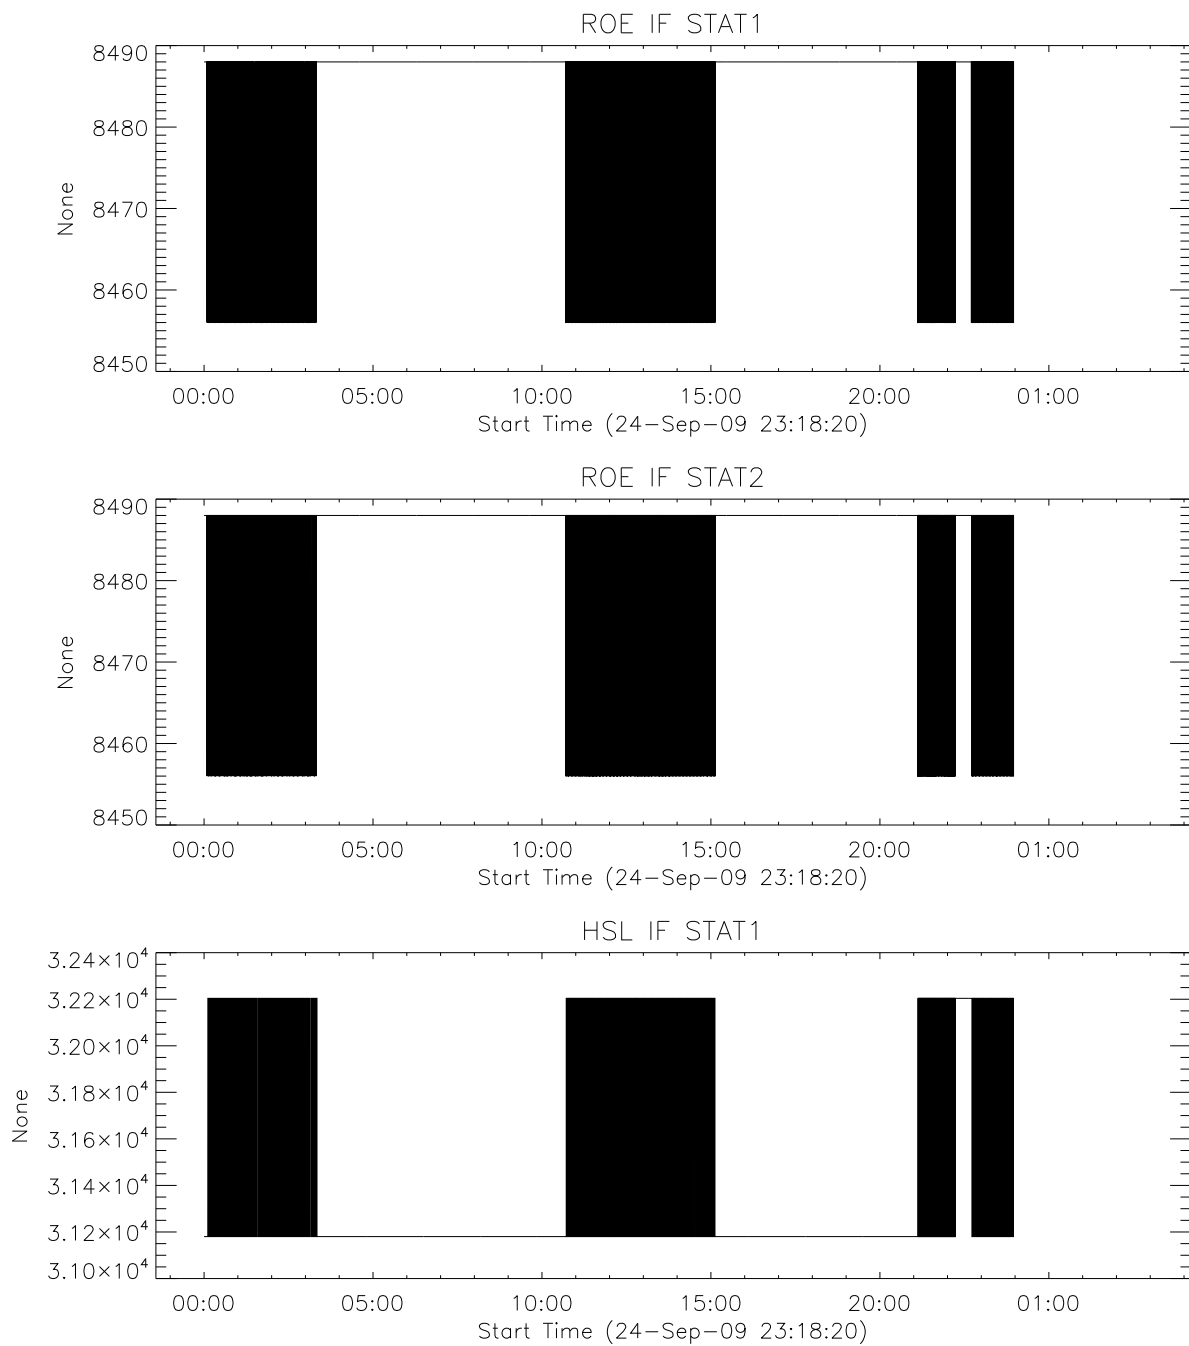 ROE IF STAT1
8490
8480
8470
8460
8450
None
00:00 05:00 10:00 15:00 20:00 01:00
Start Time (24-Sep-09 23:18:20)
ROE IF STAT2
8490
8480
8470
8460
8450
None
00:00 05:00 10:00 15:00 20:00 01:00
Start Time (24-Sep-09 23:18:20)
HSL IF STAT1
3.24×10⁴
3.22×10⁴
3.20×10⁴
3.18×10⁴
3.16×10⁴
3.14×10⁴
3.12×10⁴
3.10×10⁴
None
00:00 05:00 10:00 15:00 20:00 01:00
Start Time (24-Sep-09 23:18:20)